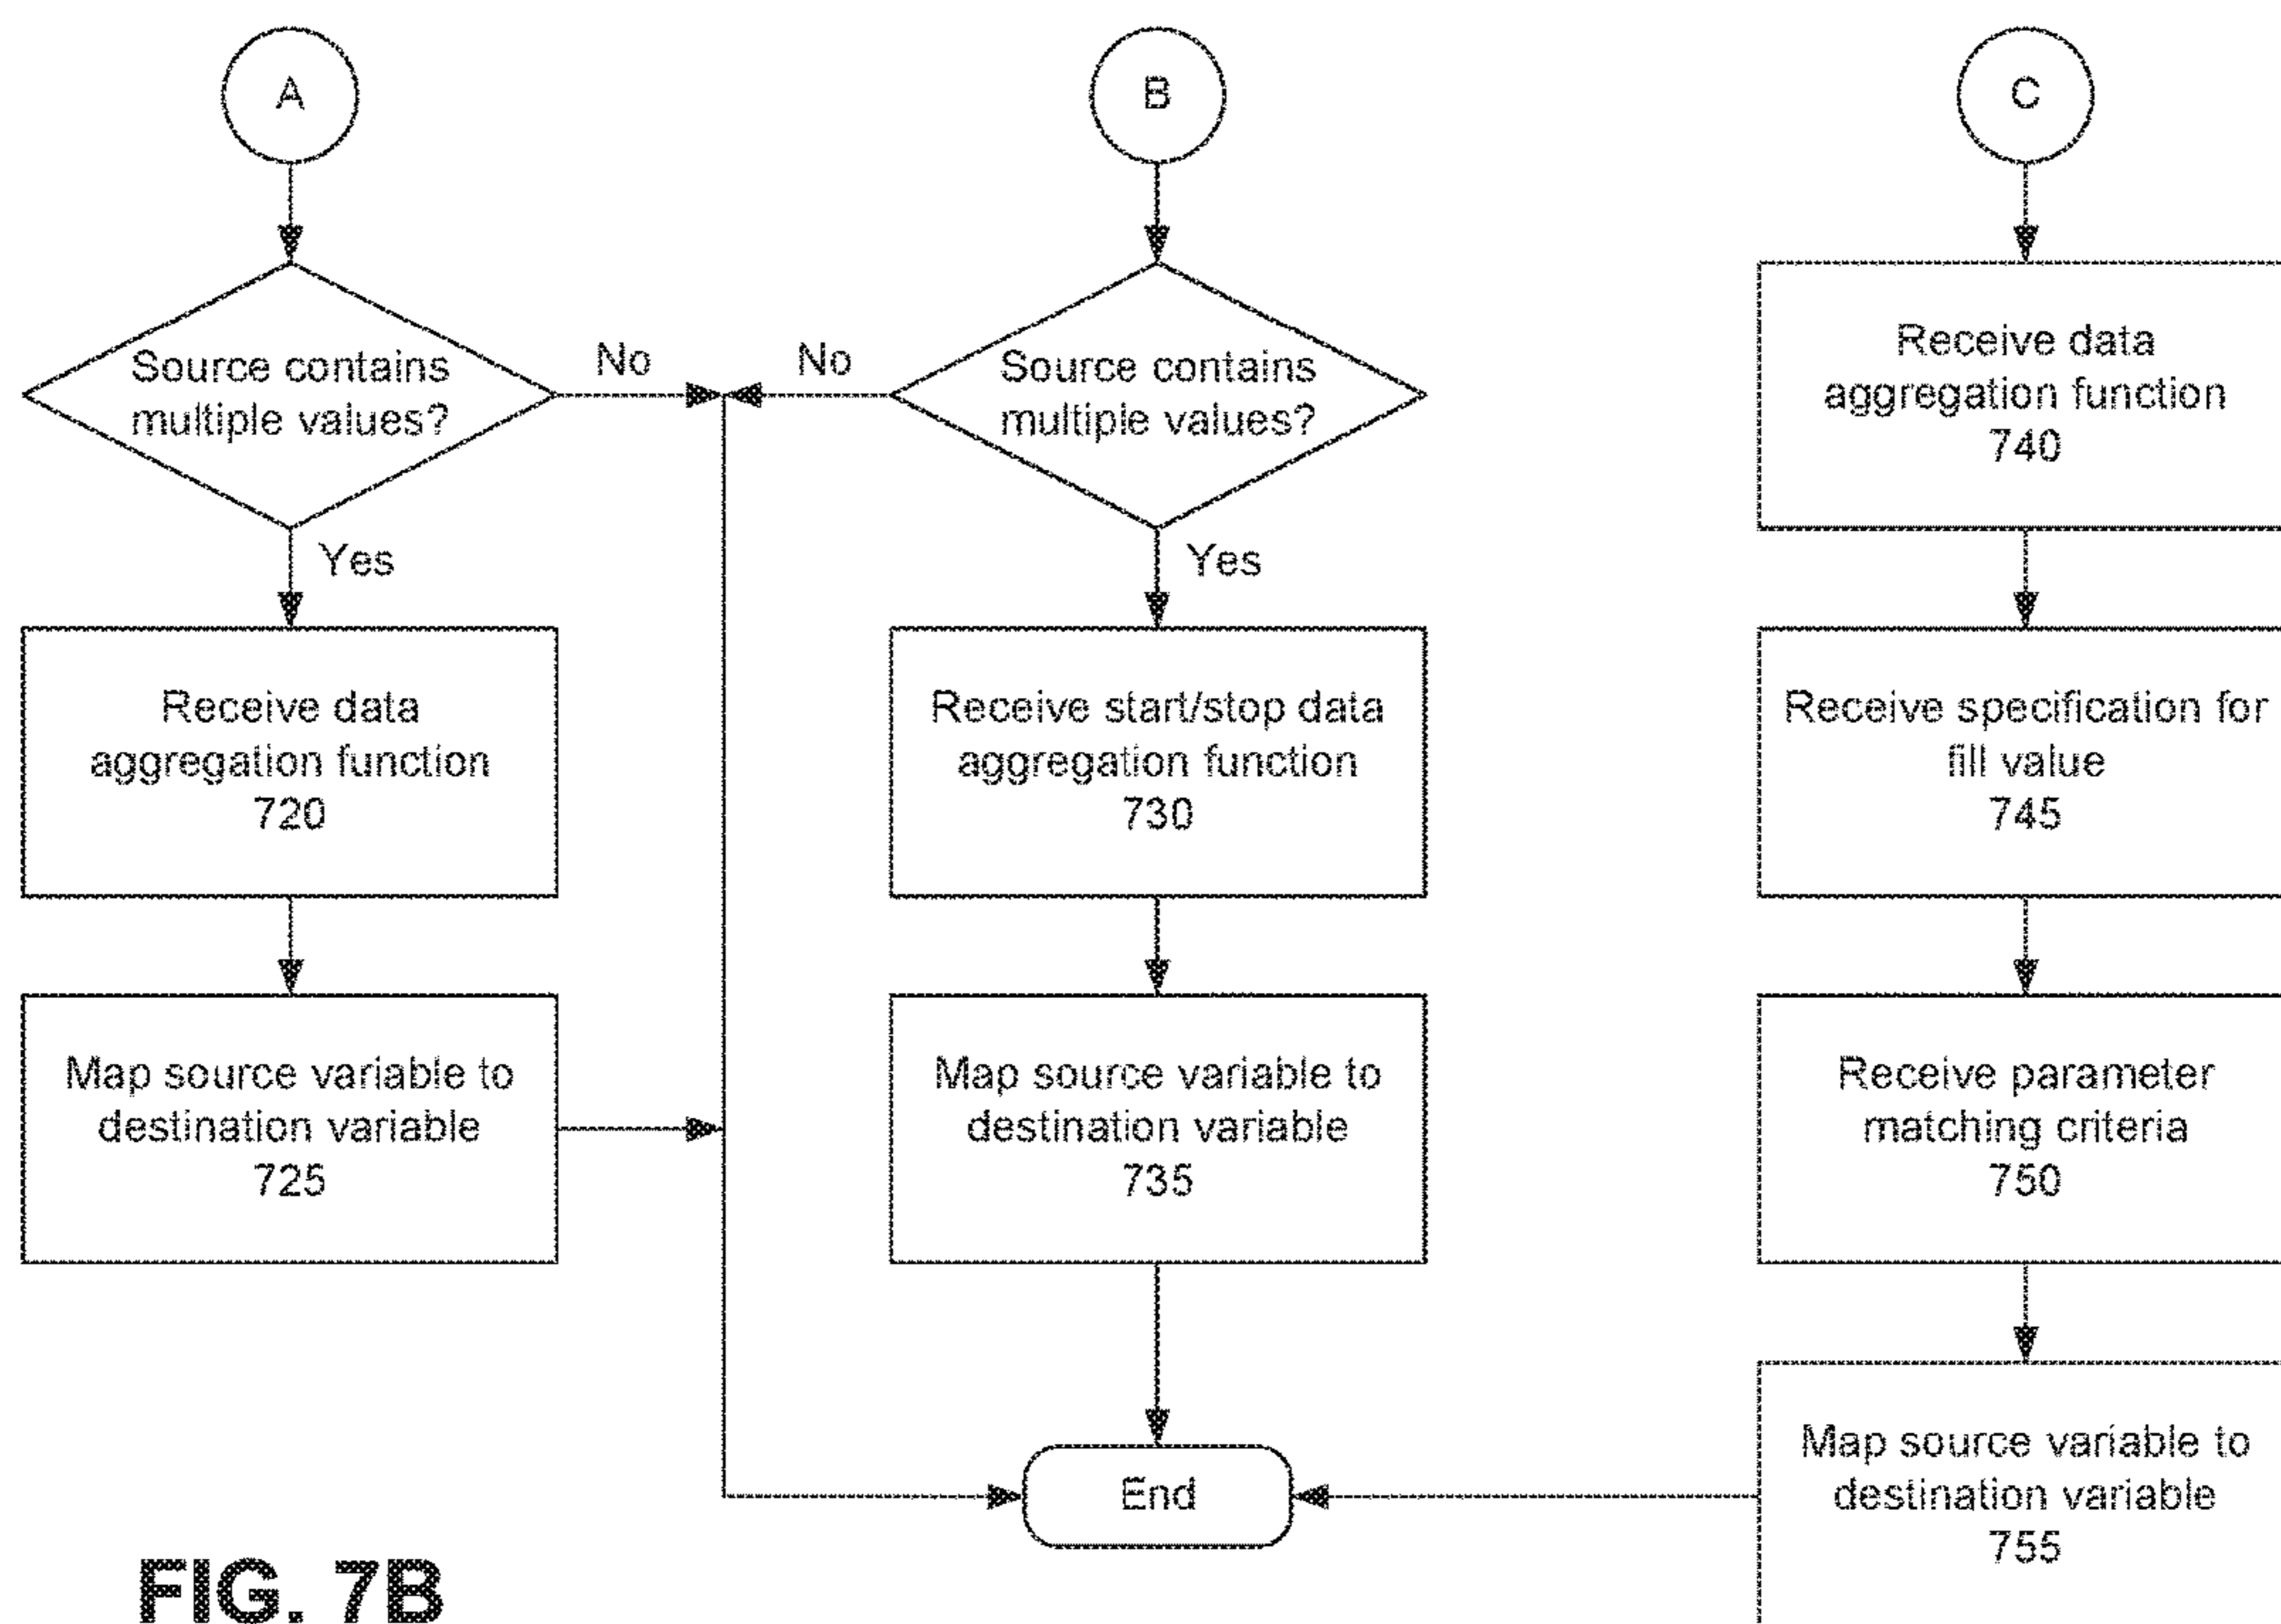 A
Source contains
multiple values?
No
Yes
Receive data
aggregation function
720
Map source variable to
destination variable
725
B
Source contains
multiple values?
No
Yes
Receive start/stop data
aggregation function
730
Map source variable to
destination variable
735
End
C
Receive data
aggregation function
740
Receive specification for
fill value
745
Receive parameter
matching criteria
750
Map source variable to
destination variable
755
FIG. 7B